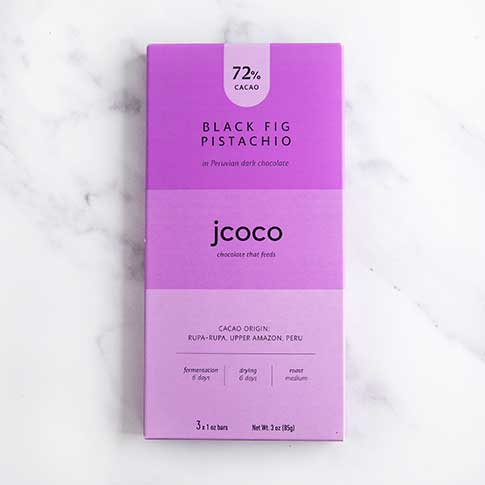 72%
CACAO
BLACK FIG
PISTACHIO
in Peruvian dark chocolate
jcoco
chocolate that feeds
CACAO ORIGIN:
RUPA-RUPA, UPPER AMAZON, PERU
fermentation drying roast
6 days 6 days medium
3 x 1 oz bars Net Wt. 3 oz (85g)